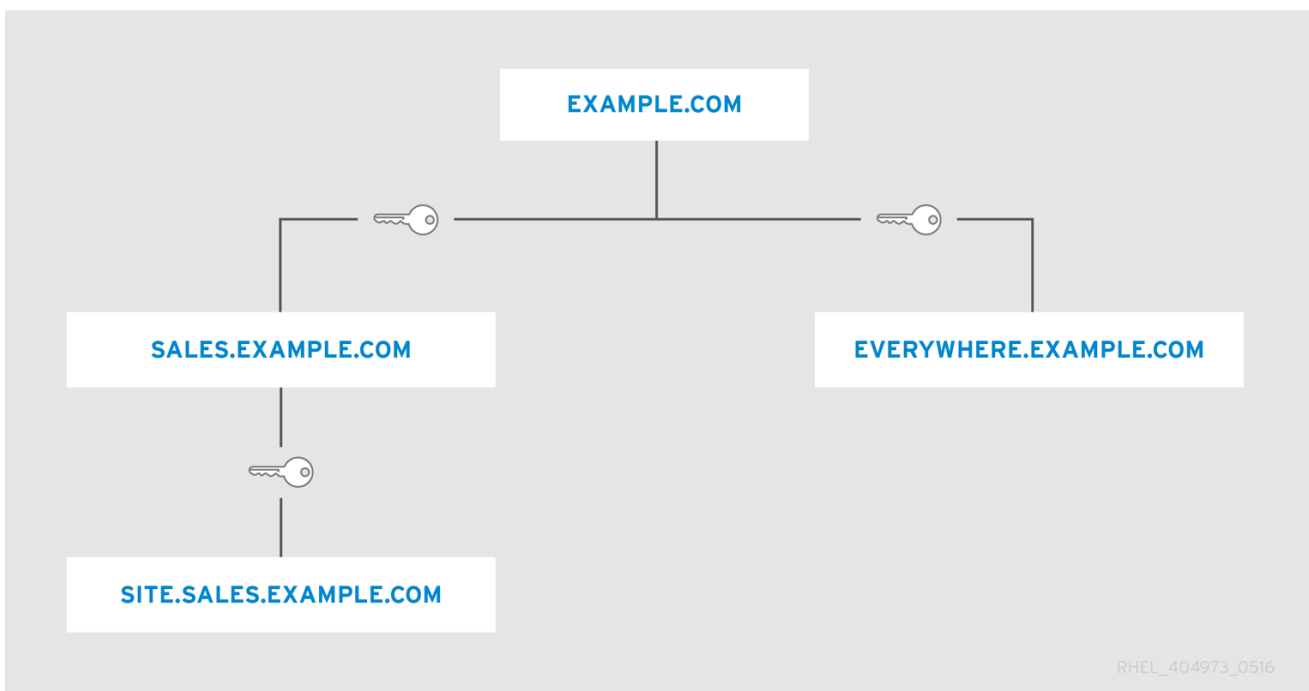 EXAMPLE.COM
SALES.EXAMPLE.COM
EVERYWHERE.EXAMPLE.COM
SITE.SALES.EXAMPLE.COM
RHEL_404973_0516